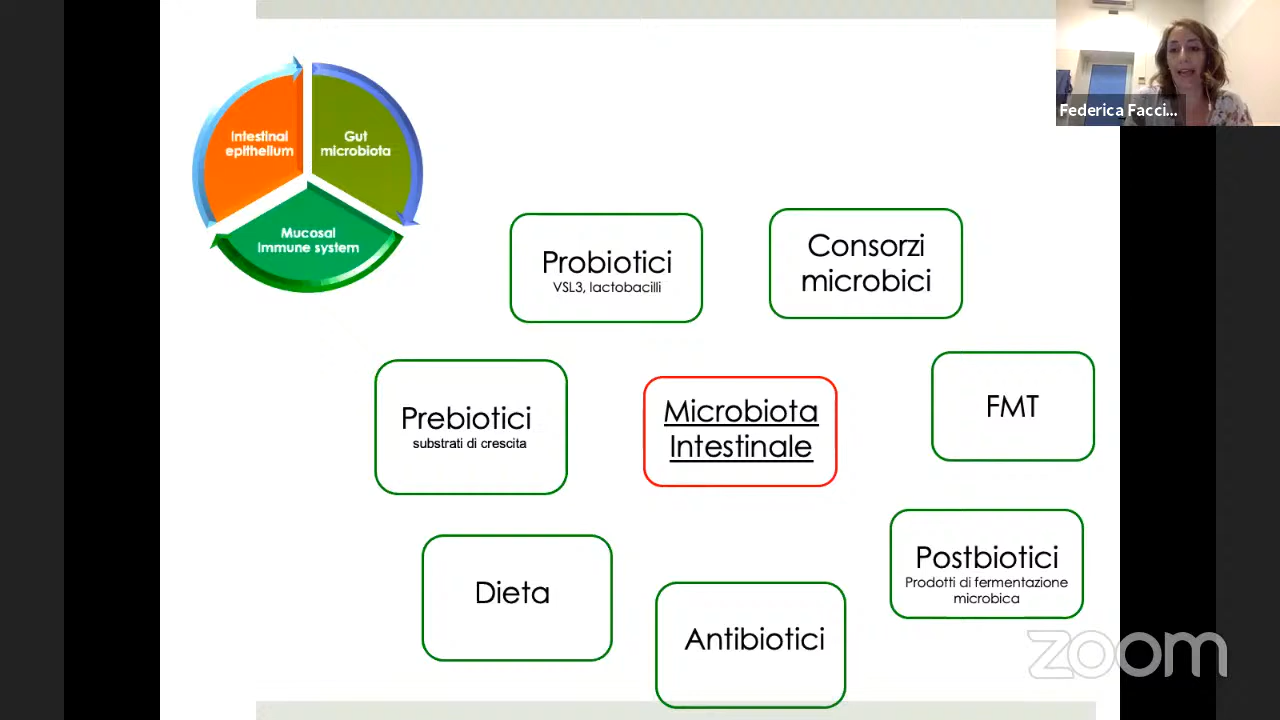 Federica Facci...
Intestinal
epithelium
Gut
microbiota
Mucosal
Immune system
Probiotici
VSL3, lactobacilli
Consorzi
microbici
Prebiotici
substrati di crescita
Microbiota
Intestinale
FMT
Dieta
Antibiotici
Postbiotici
Prodotti di fermentazione
microbica
zoom